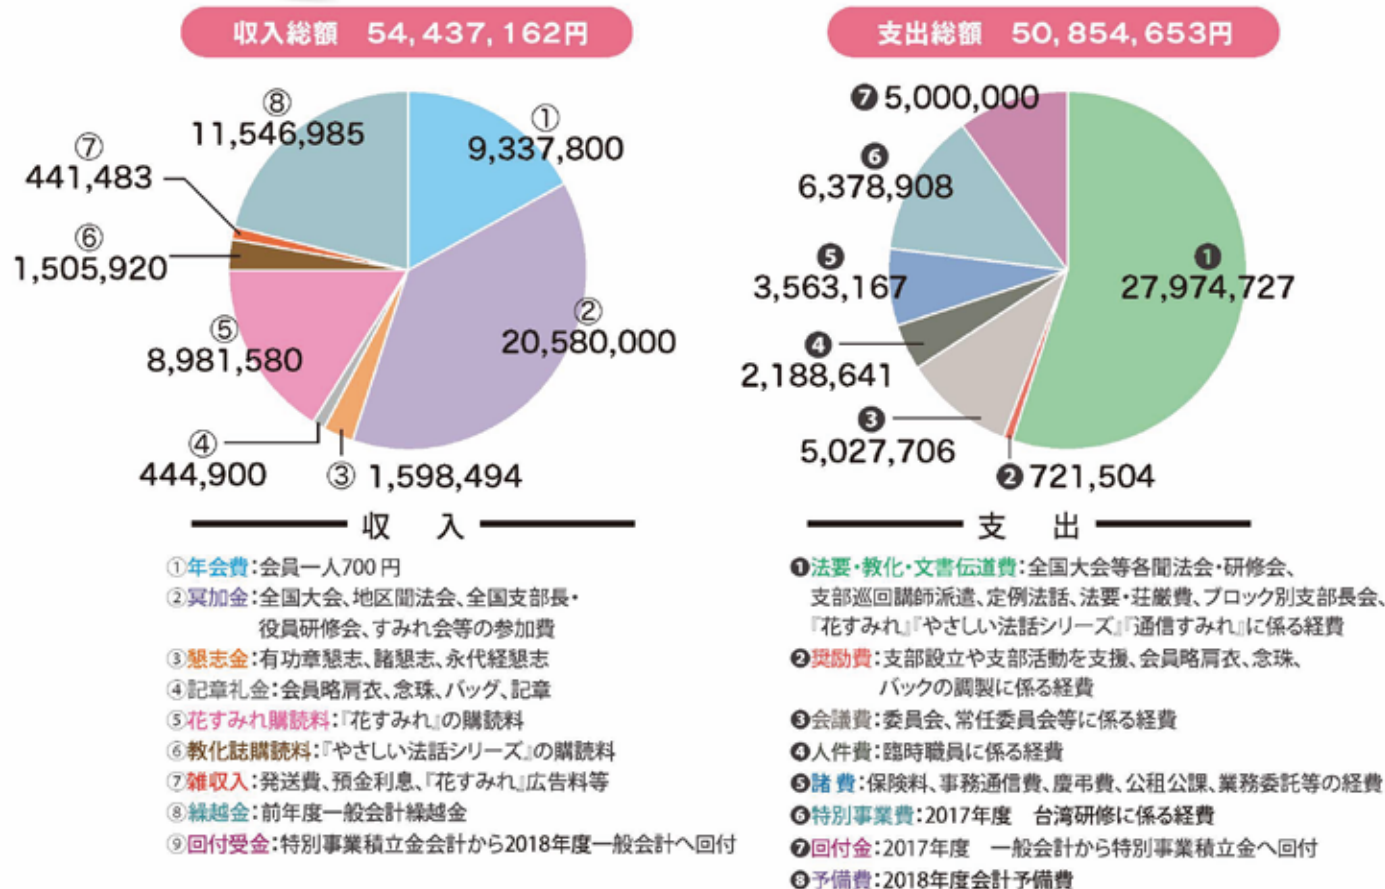 収入総額 54,437,162円
⑧
11,546,985
①
9,337,800
⑦
441,483
⑥
1,505,920
②
20,580,000
⑤
8,981,580
④
444,900
③ 1,598,494
収 入
①年会費：会員一人700 円
②冥加金：全国大会、地区聞法会、全国支部長・
役員研修会、すみれ会等の参加費
③懇志金：有功章懇志、諸懇志、永代経懇志
④記章礼金：会員略肩衣、念珠、バッグ、記章
⑤花すみれ購読料：『花すみれ』の購読料
⑥教化誌購読料：『やさしい法話シリーズ』の購読料
⑦雑収入：発送費、預金利息、『花すみれ』広告料等
⑧繰越金：前年度一般会計繰越金
⑨回付受金：特別事業積立金会計から2018年度一般会計へ回付
支出総額 50,854,653円
❼ 5,000,000
❻
6,378,908
❶
27,974,727
❺
3,563,167
❹
2,188,641
❸
5,027,706
❷ 721,504
支 出
❶法要・教化・文書伝道費：全国大会等各聞法会・研修会、
支部巡回講師派遣、定例法話、法要・荘厳費、ブロック別支部長会、
『花すみれ』『やさしい法話シリーズ』『通信すみれ』に係る経費
❷奨励費：支部設立や支部活動を支援、会員略肩衣、念珠、
バックの調製に係る経費
❸会議費：委員会、常任委員会等に係る経費
❹人件費：臨時職員に係る経費
❺諸 費：保険料、事務通信費、慶弔費、公租公課、業務委託等の経費
❻特別事業費：2017年度 台湾研修に係る経費
❼回付金：2017年度 一般会計から特別事業積立金へ回付
❽予備費：2018年度会計予備費